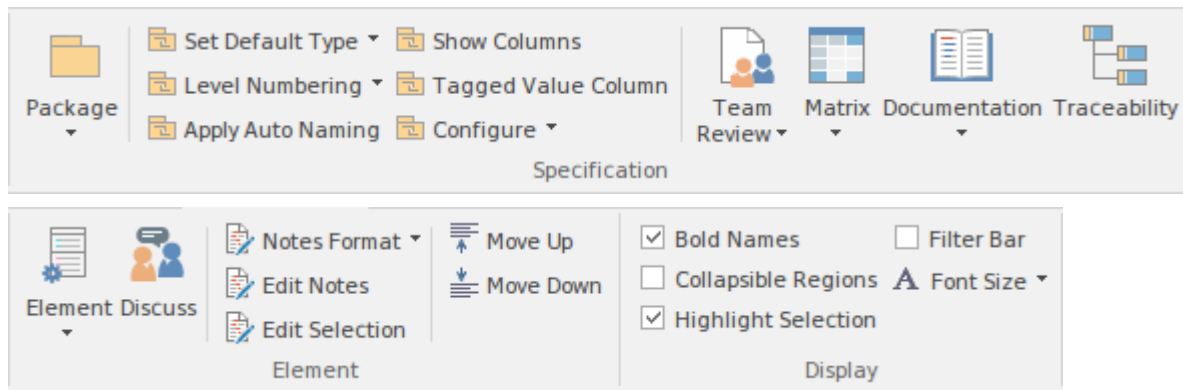 Set Default Type Show Columns
Level Numbering Tagged Value Column
Package Team Matrix Documentation Traceability
Apply Auto Naming Configure Review
Specification
Notes Format Move Up Bold Names Filter Bar
Edit Notes Move Down Collapsible Regions Font Size
Element Discuss
Edit Selection Highlight Selection
Element Display